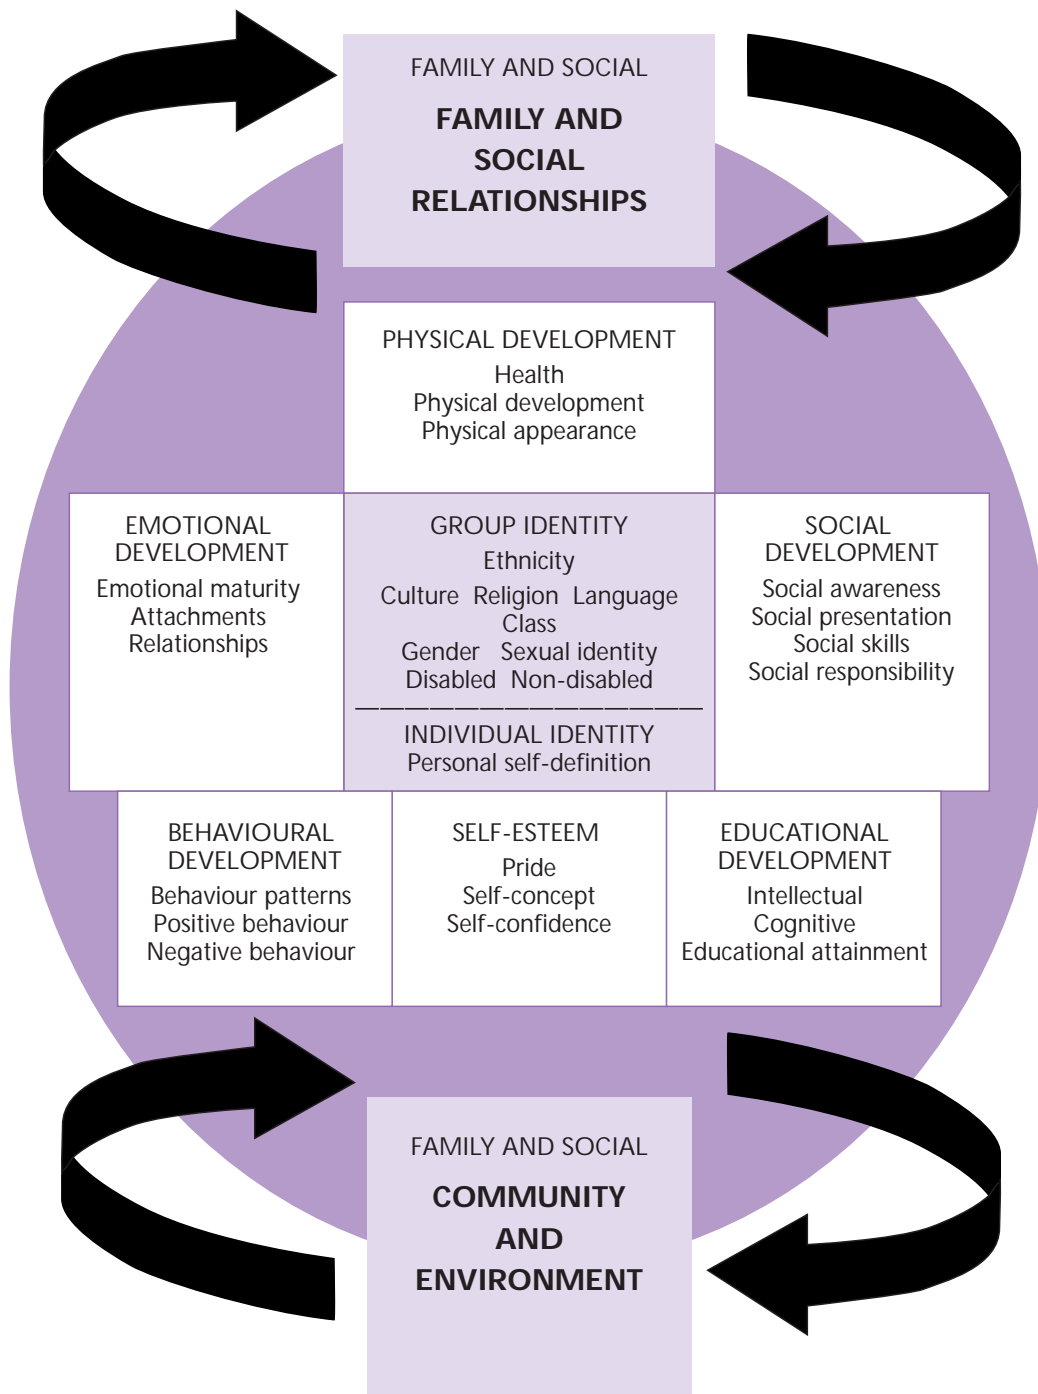 FAMILY AND SOCIAL
FAMILY AND
SOCIAL
RELATIONSHIPS
PHYSICAL DEVELOPMENT
Health
Physical development
Physical appearance
EMOTIONAL
DEVELOPMENT
Emotional maturity
Attachments
Relationships
GROUP IDENTITY
Ethnicity
Culture Religion Language
Class
Gender Sexual identity
Disabled Non-disabled
INDIVIDUAL IDENTITY
Personal self-definition
SOCIAL
DEVELOPMENT
Social awareness
Social presentation
Social skills
Social responsibility
BEHAVIOURAL
DEVELOPMENT
Behaviour patterns
Positive behaviour
Negative behaviour
SELF-ESTEEM
Pride
Self-concept
Self-confidence
EDUCATIONAL
DEVELOPMENT
Intellectual
Cognitive
Educational attainment
FAMILY AND SOCIAL
COMMUNITY
AND
ENVIRONMENT